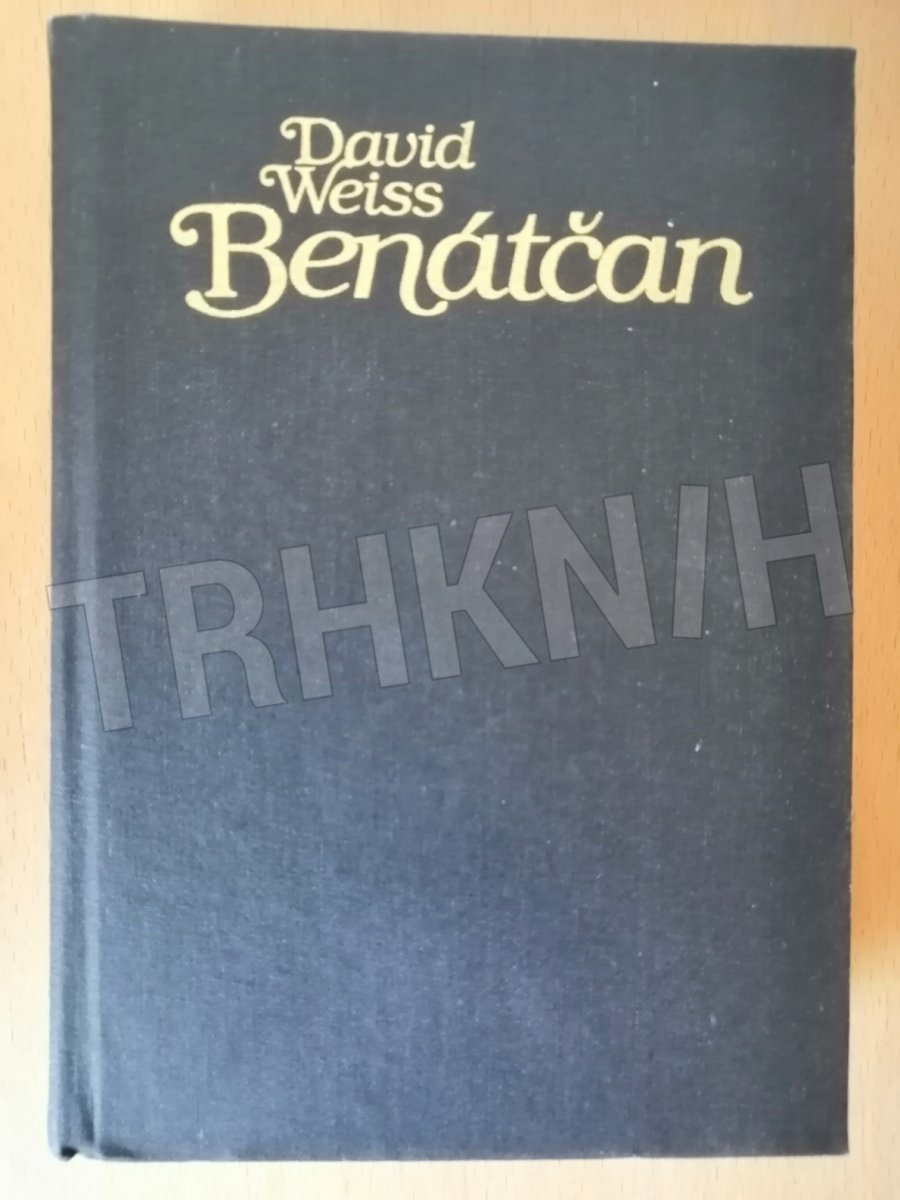 David
Weiss
Benátčan
TRHKNIH